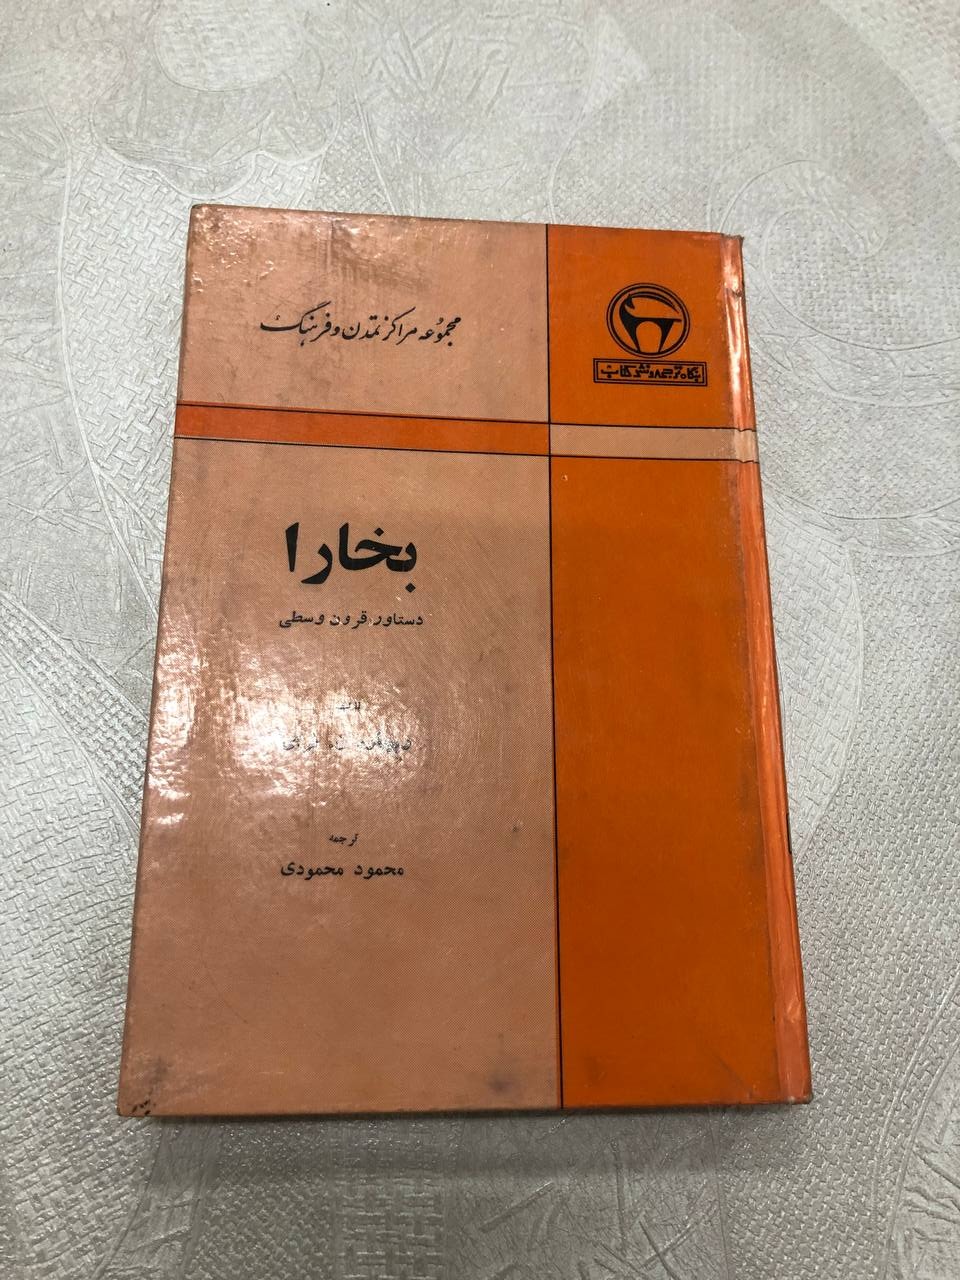 مجموعه مراکز تمدن و فرهنگ
بنگاه ترجمه و نشر کتاب
بخارا
دستاورد قرون وسطی
ترجمه
محمود محمودی